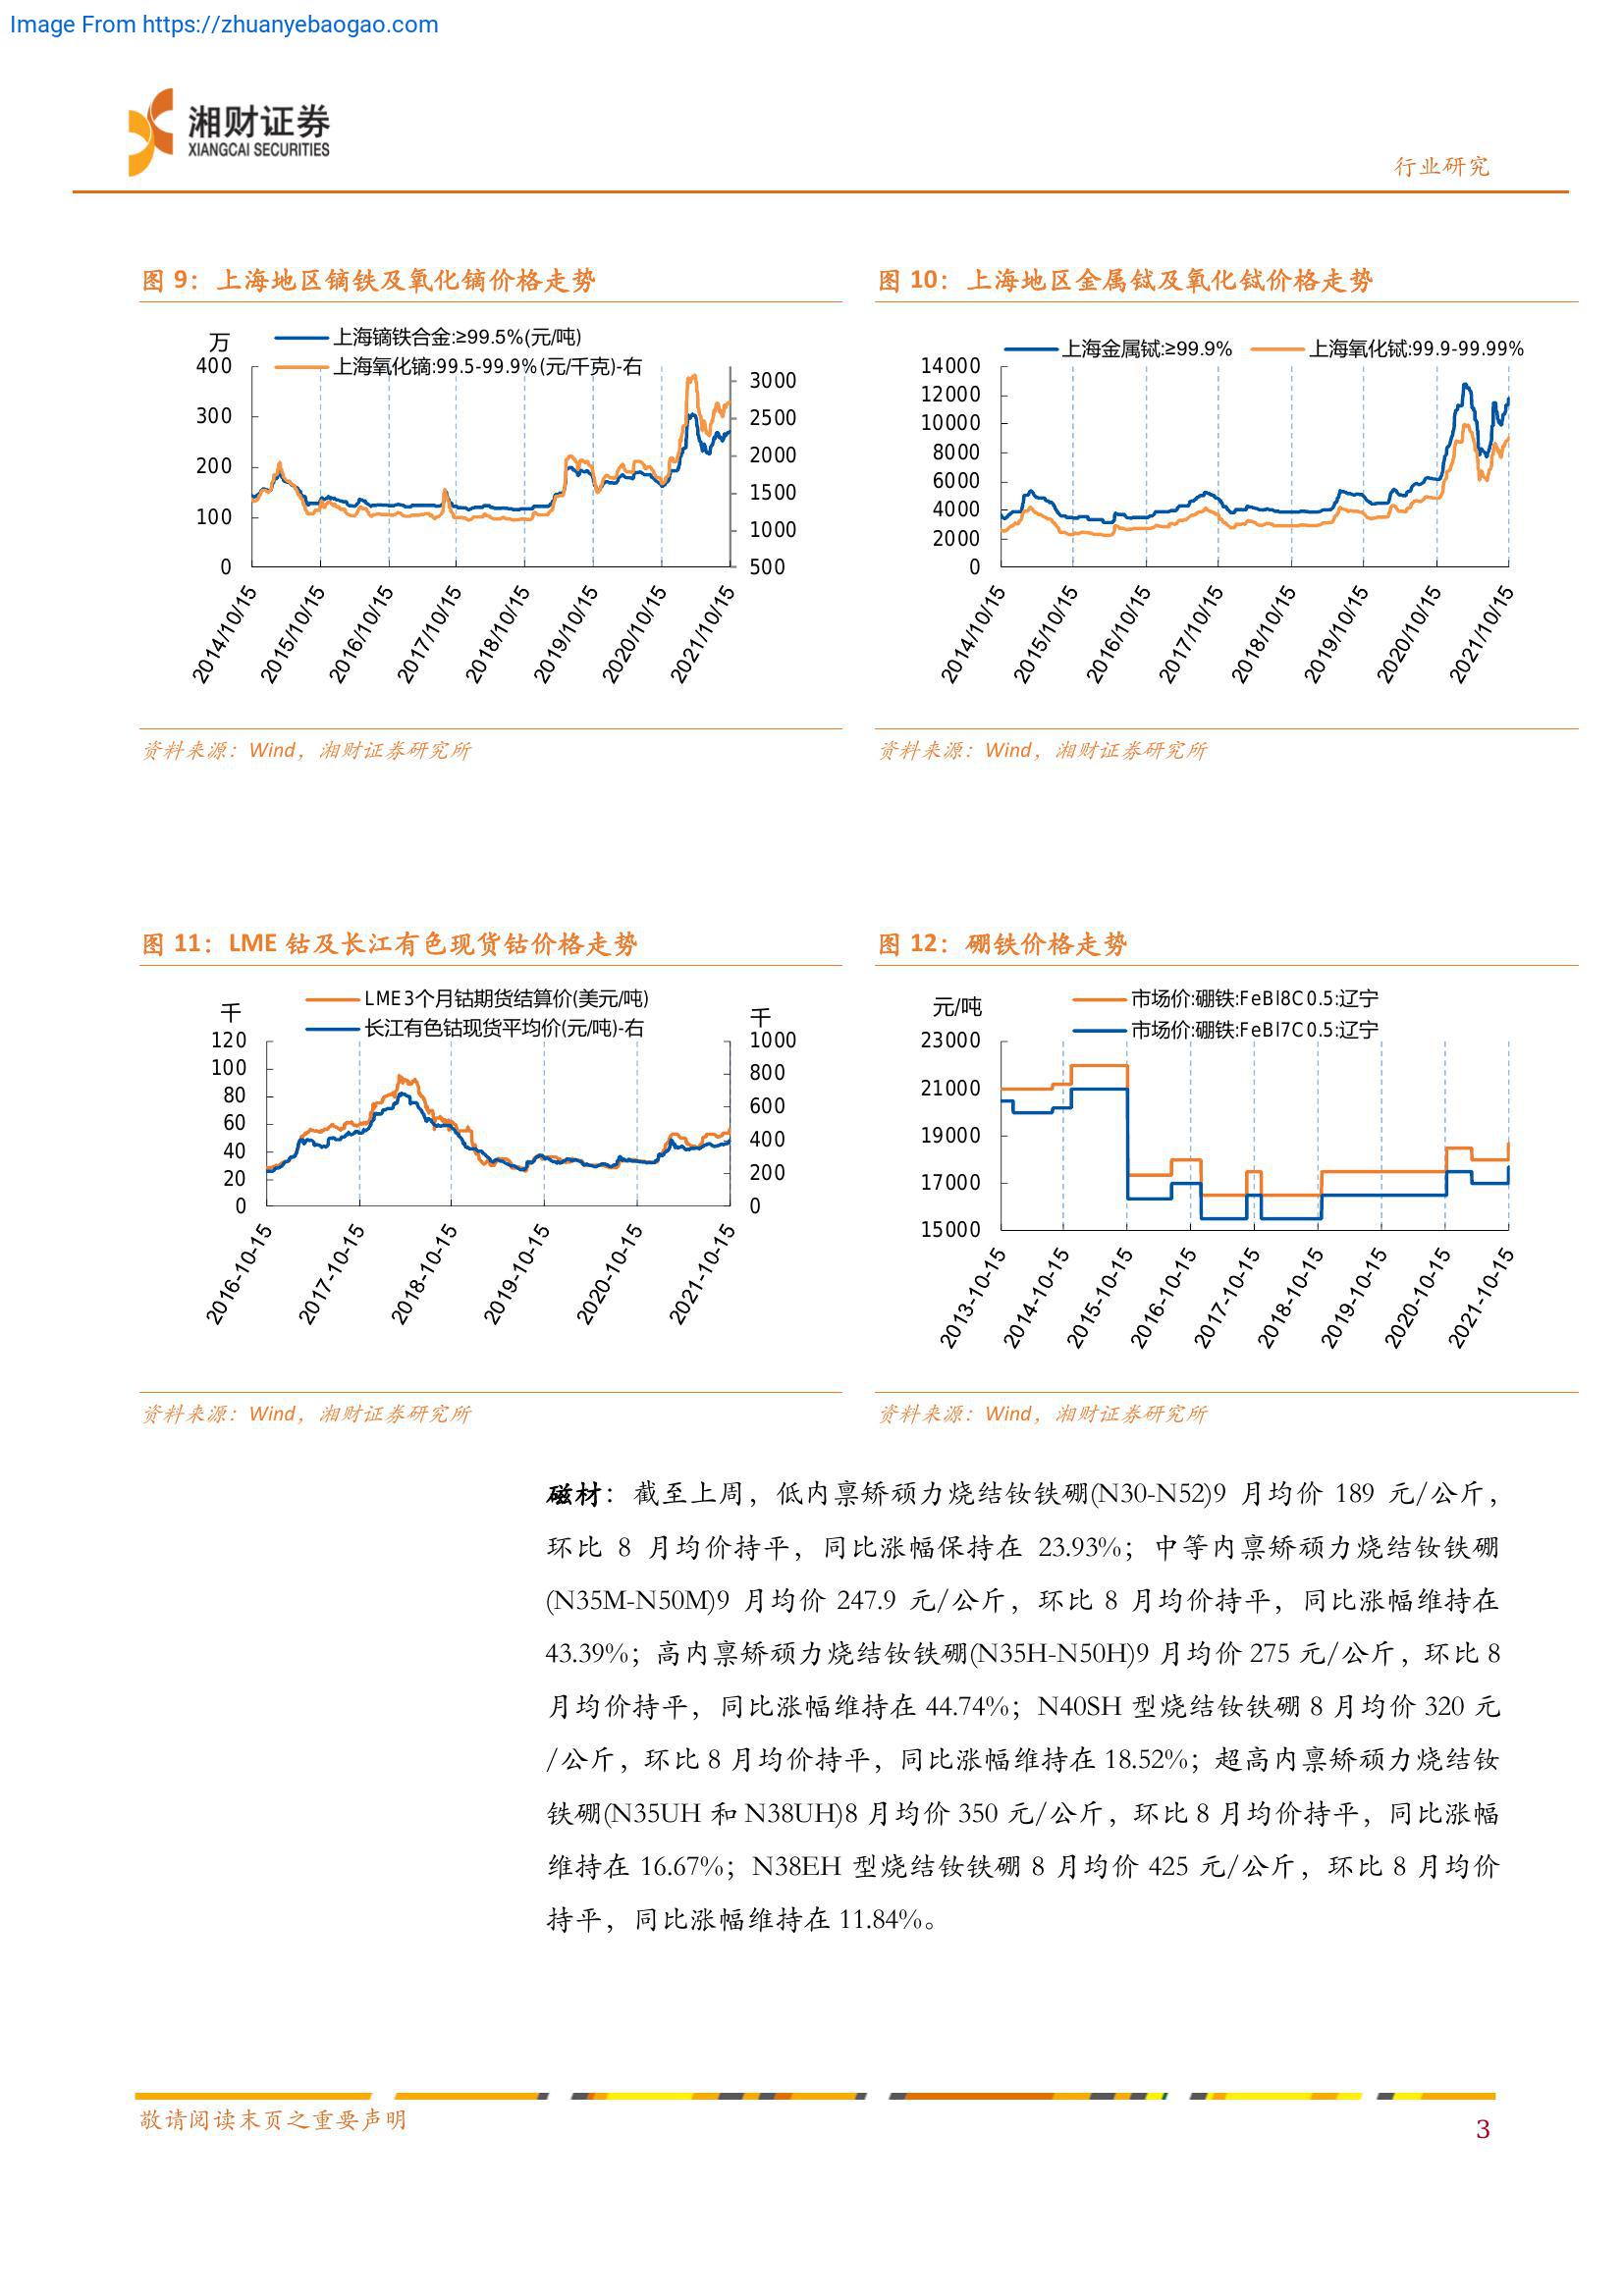 Image From https://zhuanyebaogao.com
湘财证券
XIANGCAI SECURITIES
行业研究
图 9：上海地区镝铁及氧化镝价格走势
万
上海镝铁合金:≥99.5%(元/吨)
上海氧化镝:99.5-99.9%(元/千克)-右
400
300
200
100
0
3000
2500
2000
1500
1000
500
2014/10/15
2015/10/15
2016/10/15
2017/10/15
2018/10/15
2019/10/15
2020/10/15
2021/10/15
资料来源：Wind，湘财证券研究所
图 10：上海地区金属铽及氧化铽价格走势
上海金属铽:≥99.9%
上海氧化铽:99.9-99.99%
14000
12000
10000
8000
6000
4000
2000
0
2014/10/15
2015/10/15
2016/10/15
2017/10/15
2018/10/15
2019/10/15
2020/10/15
2021/10/15
资料来源：Wind，湘财证券研究所
图 11：LME 钴及长江有色现货钴价格走势
千
LME3个月钴期货结算价(美元/吨)
长江有色钴现货平均价(元/吨)-右
千
120
100
80
60
40
20
0
1000
800
600
400
200
0
2016-10-15
2017-10-15
2018-10-15
2019-10-15
2020-10-15
2021-10-15
资料来源：Wind，湘财证券研究所
图 12：硼铁价格走势
元/吨
市场价:硼铁:FeBl8C0.5:辽宁
市场价:硼铁:FeBl7C0.5:辽宁
23000
21000
19000
17000
15000
2013-10-15
2014-10-15
2015-10-15
2016-10-15
2017-10-15
2018-10-15
2019-10-15
2020-10-15
2021-10-15
资料来源：Wind，湘财证券研究所
磁材：截至上周，低内禀矫顽力烧结钕铁硼(N30-N52)9 月均价 189 元/公斤，
环比 8 月均价持平，同比涨幅保持在 23.93%；中等内禀矫顽力烧结钕铁硼
(N35M-N50M)9 月均价 247.9 元/公斤，环比 8 月均价持平，同比涨幅维持在
43.39%；高内禀矫顽力烧结钕铁硼(N35H-N50H)9 月均价 275 元/公斤，环比 8
月均价持平，同比涨幅维持在 44.74%；N40SH 型烧结钕铁硼 8 月均价 320 元
/公斤，环比 8 月均价持平，同比涨幅维持在 18.52%；超高内禀矫顽力烧结钕
铁硼(N35UH 和 N38UH)8 月均价 350 元/公斤，环比 8 月均价持平，同比涨幅
维持在 16.67%；N38EH 型烧结钕铁硼 8 月均价 425 元/公斤，环比 8 月均价
持平，同比涨幅维持在 11.84%。
敬请阅读末页之重要声明
3